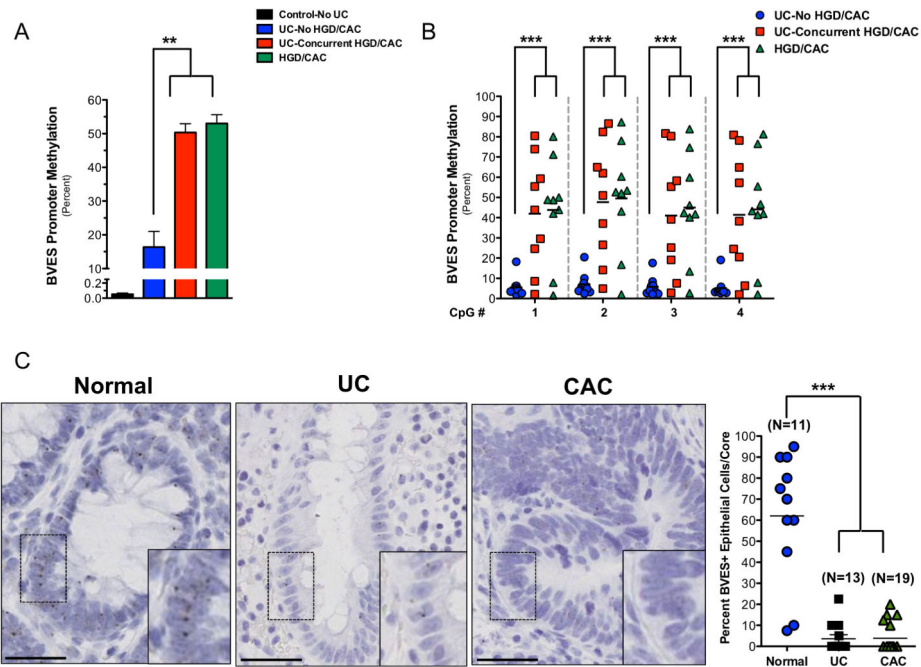 A
Control-No UC
UC-No HGD/CAC
UC-Concurrent HGD/CAC
HGD/CAC
**
BVES Promoter Methylation
(Percent)
60
50
40
30
20
10
0.2
0.0
B
UC-No HGD/CAC
UC-Concurrent HGD/CAC
HGD/CAC
*** *** *** ***
BVES Promoter Methylation
(Percent)
100
90
80
70
60
50
40
30
20
10
0
CpG # 1 2 3 4
C
Normal UC CAC
***
(N=11)
(N=13) (N=19)
Percent BVES+ Epithelial Cells/Core
100
90
80
70
60
50
40
30
20
10
0
Normal UC CAC